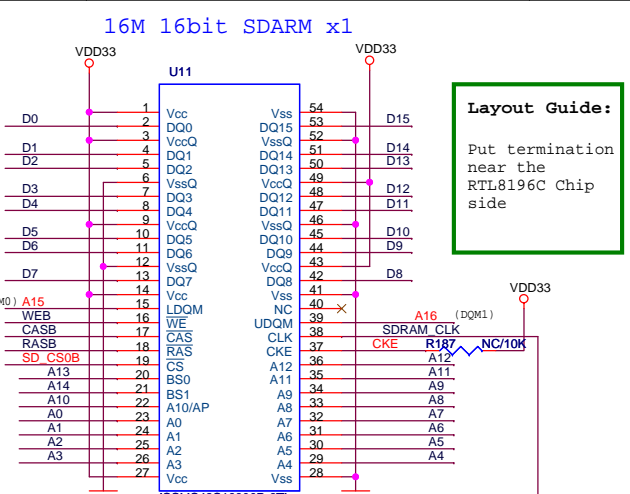 16M 16bit SDARM x1
VDD33
VDD33
U11
Layout Guide:
Put termination
near the
RTL8196C Chip
side
1 Vcc Vss 54
D0 2 DQ0 DQ15 53 D15
3 VccQ VssQ 52
D1 4 DQ1 DQ14 51 D14
D2 5 DQ2 DQ13 50 D13
6 VssQ VccQ 49
D3 7 DQ3 DQ12 48 D12
D4 8 DQ4 DQ11 47 D11
9 VccQ VssQ 46
D5 10 DQ5 DQ10 45 D10
D6 11 DQ6 DQ9 44 D9
12 VssQ VccQ 43
D7 13 DQ7 DQ8 42 D8
14 Vcc Vss 41
A15 15 LDQM NC 40
WEB 16 WE UDQM 39 A16 (DQM1)
VDD33
CASB 17 CAS CLK 38 SDRAM_CLK
RASB 18 RAS CKE 37 CKE R187 NC/10K
SD_CS0B 19 CS A12 36 A12
A13 20 BS0 A11 35 A11
A14 21 BS1 A9 34 A9
A10 22 A10/AP A8 33 A8
A0 23 A0 A7 32 A7
A1 24 A1 A6 31 A6
A2 25 A2 A5 30 A5
A3 26 A3 A4 29 A4
27 Vcc Vss 28